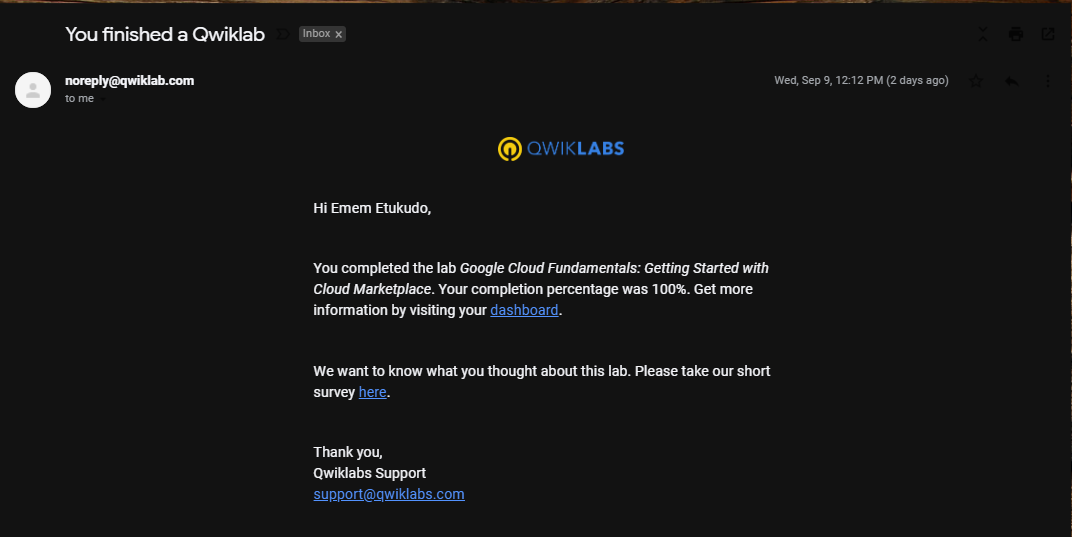 You finished a Qwiklab
Inbox x
noreply@qwiklab.com
Wed, Sep 9, 12:12 PM (2 days ago)
to me
QWIKLABS
Hi Emem Etukudo,
You completed the lab Google Cloud Fundamentals: Getting Started with
Cloud Marketplace. Your completion percentage was 100%. Get more
information by visiting your dashboard.
We want to know what you thought about this lab. Please take our short
survey here.
Thank you,
Qwiklabs Support
support@qwiklabs.com